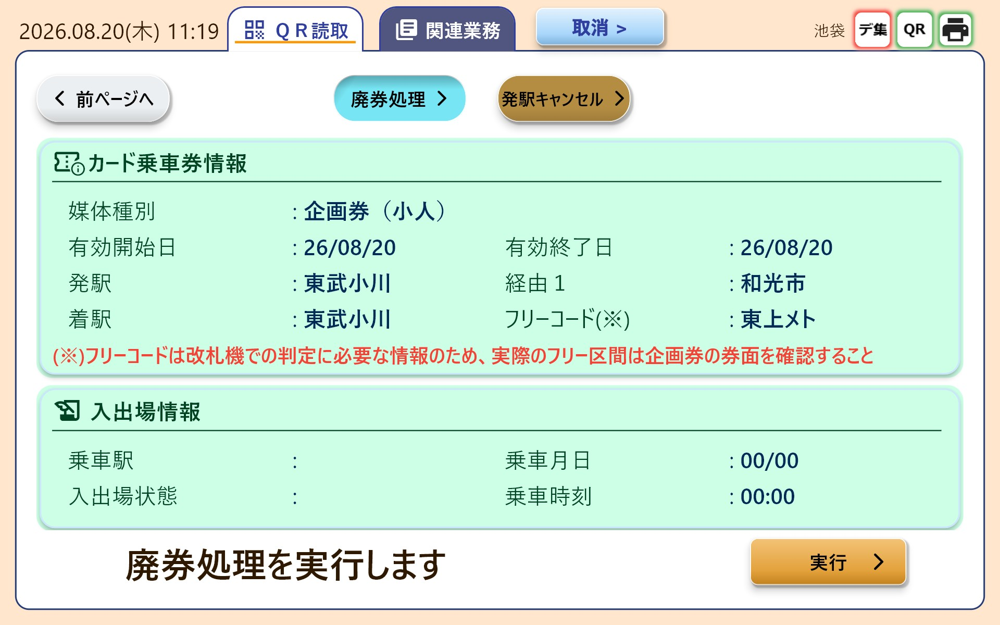 2026.08.20(木) 11:19 ＱＲ読取 関連業務 取消 > 池袋 デ集 QR
前ページへ 廃券処理 発駅キャンセル
カード乗車券情報
媒体種別 : 企画券（小人）
有効開始日 : 26/08/20 有効終了日 : 26/08/20
発駅 : 東武小川 経由１ : 和光市
着駅 : 東武小川 フリーコード(※) : 東上メト
(※)フリーコードは改札機での判定に必要な情報のため、実際のフリー区間は企画券の券面を確認すること
入出場情報
乗車駅 : 乗車月日 : 00/00
入出場状態 : 乗車時刻 : 00:00
廃券処理を実行します 実行